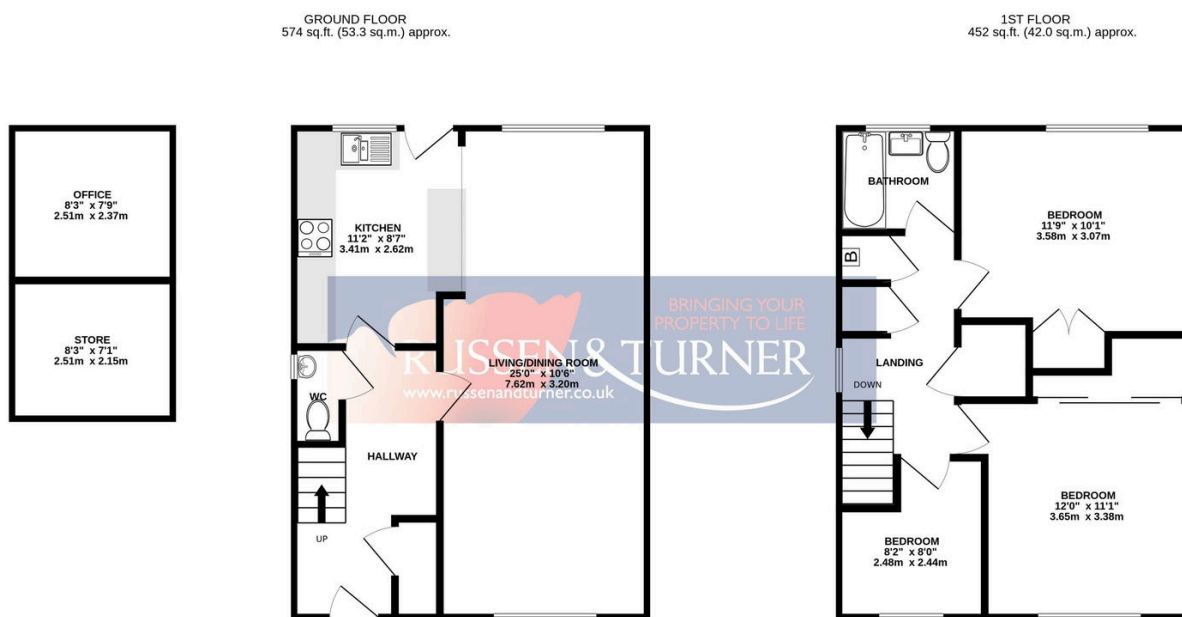 GROUND FLOOR
574 sq.ft. (53.3 sq.m.) approx.
1ST FLOOR
452 sq.ft. (42.0 sq.m.) approx.
OFFICE
8'3" x 7'9"
2.51m x 2.37m
STORE
8'3" x 7'1"
2.51m x 2.15m
KITCHEN
11'2" x 8'7"
3.41m x 2.62m
LIVING/DINING ROOM
25'0" x 10'6"
7.62m x 3.20m
WC
HALLWAY
UP
BRINGING YOUR
PROPERTY TO LIFE
RUSSEN & TURNER
www.russenandturner.co.uk
BATHROOM
B
BEDROOM
11'9" x 10'1"
3.58m x 3.07m
LANDING
DOWN
BEDROOM
12'0" x 11'1"
3.65m x 3.38m
BEDROOM
8'2" x 8'0"
2.48m x 2.44m